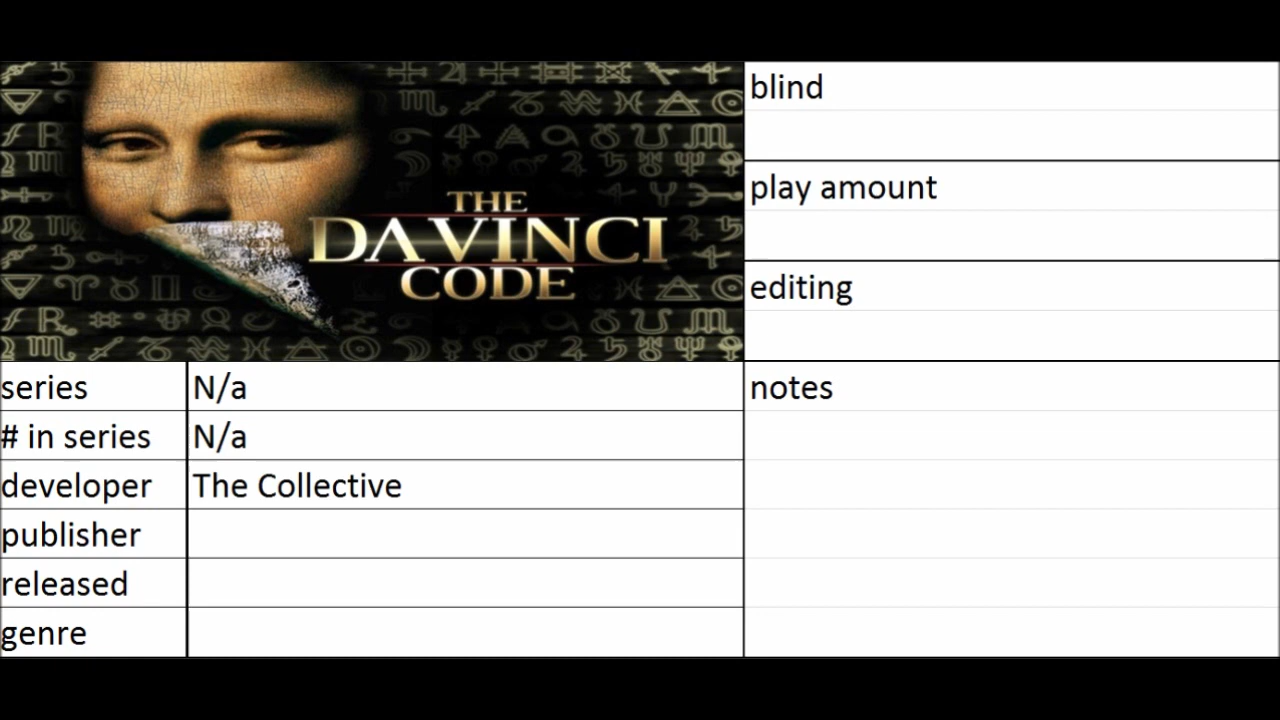 THE
DAVINCI
CODE
blind
play amount
editing
series N/a
# in series N/a
developer The Collective
publisher
released
genre
notes